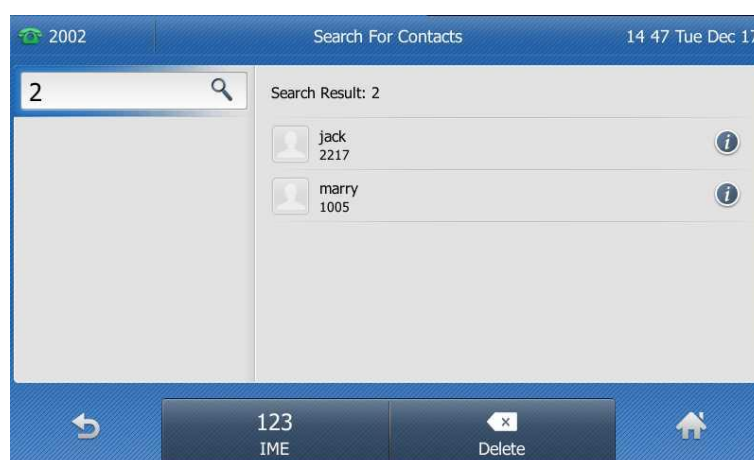 2002
Search For Contacts
14 47 Tue Dec 17
2
Search Result: 2
jack
2217
marry
1005
123
IME
Delete